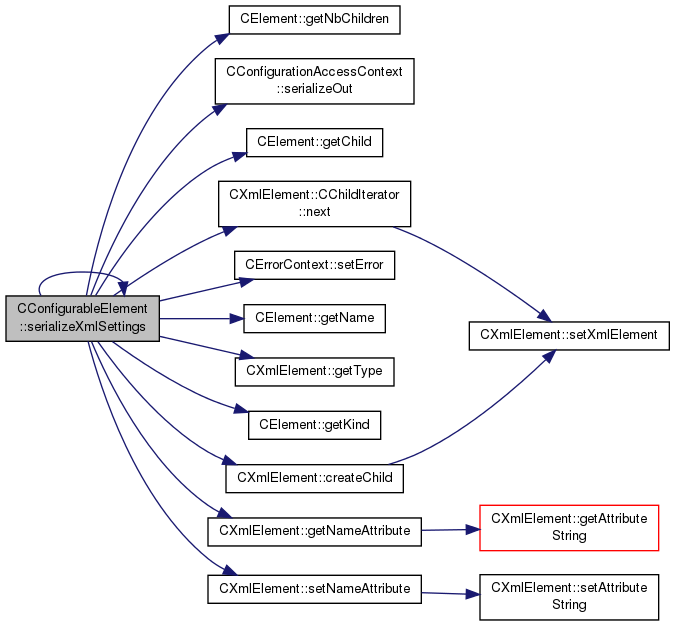 CElement::getNbChildren
CConfigurationAccessContext
::serializeOut
CElement::getChild
CXmlElement::CChildIterator
::next
CErrorContext::setError
CConfigurableElement
::serializeXmlSettings
CElement::getName
CXmlElement::setXmlElement
CXmlElement::getType
CElement::getKind
CXmlElement::createChild
CXmlElement::getNameAttribute
CXmlElement::getAttribute
String
CXmlElement::setNameAttribute
CXmlElement::setAttribute
String